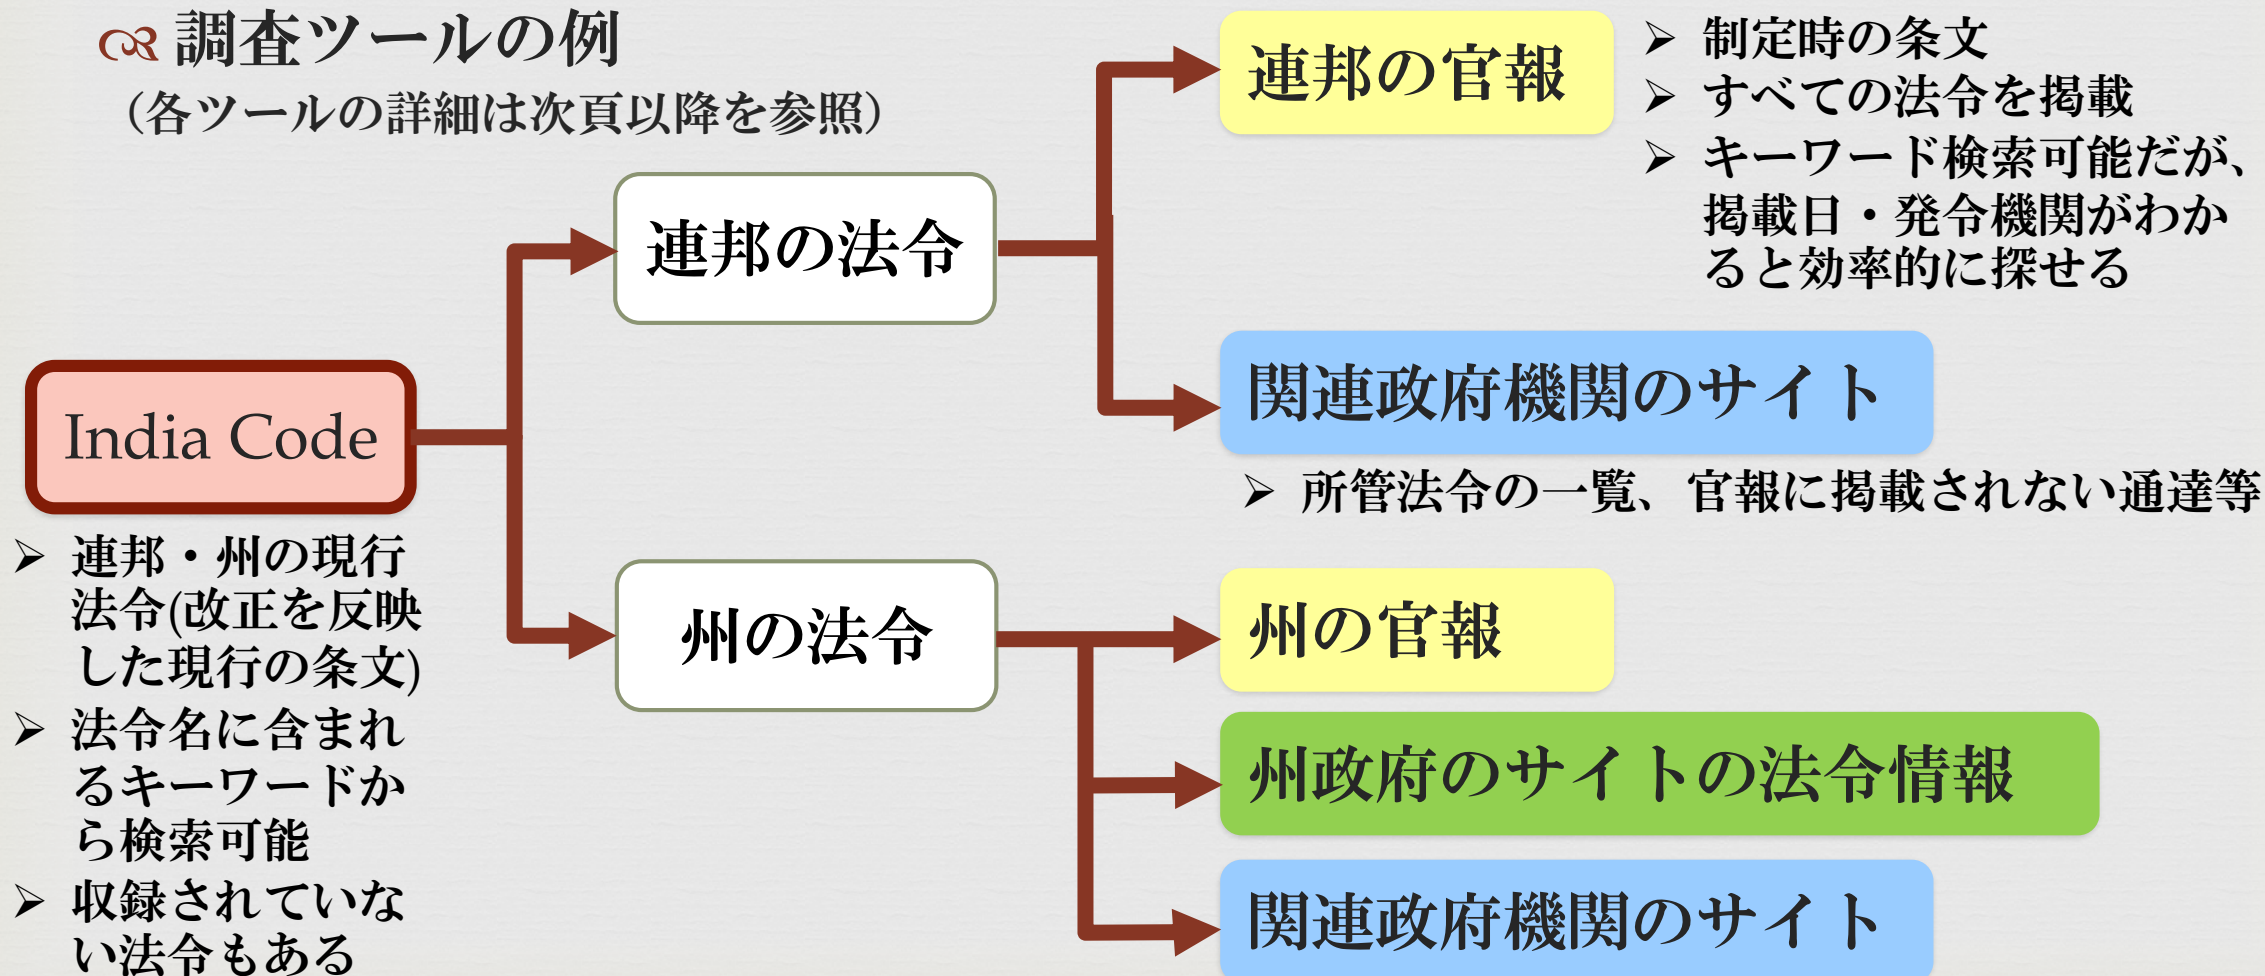 調査ツールの例
（各ツールの詳細は次頁以降を参照）
India Code
➢ 連邦・州の現行
法令(改正を反映
した現行の条文)
➢ 法令名に含まれ
るキーワードか
ら検索可能
➢ 収録されていな
い法令もある
連邦の法令
連邦の官報
➢ 制定時の条文
➢ すべての法令を掲載
➢ キーワード検索可能だが、
掲載日・発令機関がわか
ると効率的に探せる
関連政府機関のサイト
➢ 所管法令の一覧、官報に掲載されない通達等
州の法令
州の官報
州政府のサイトの法令情報
関連政府機関のサイト